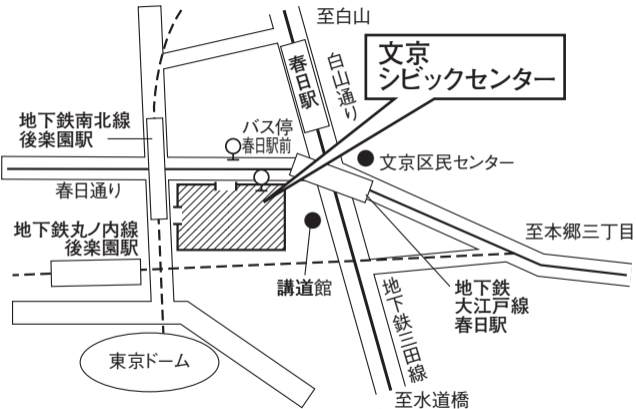 至白山
文京
シビックセンター
春日駅
白山通り
地下鉄南北線
後楽園駅
バス停
春日駅前
文京区民センター
春日通り
地下鉄丸ノ内線
後楽園駅
至本郷三丁目
講道館
地下鉄三田線
地下鉄
大江戸線
春日駅
東京ドーム
至水道橋